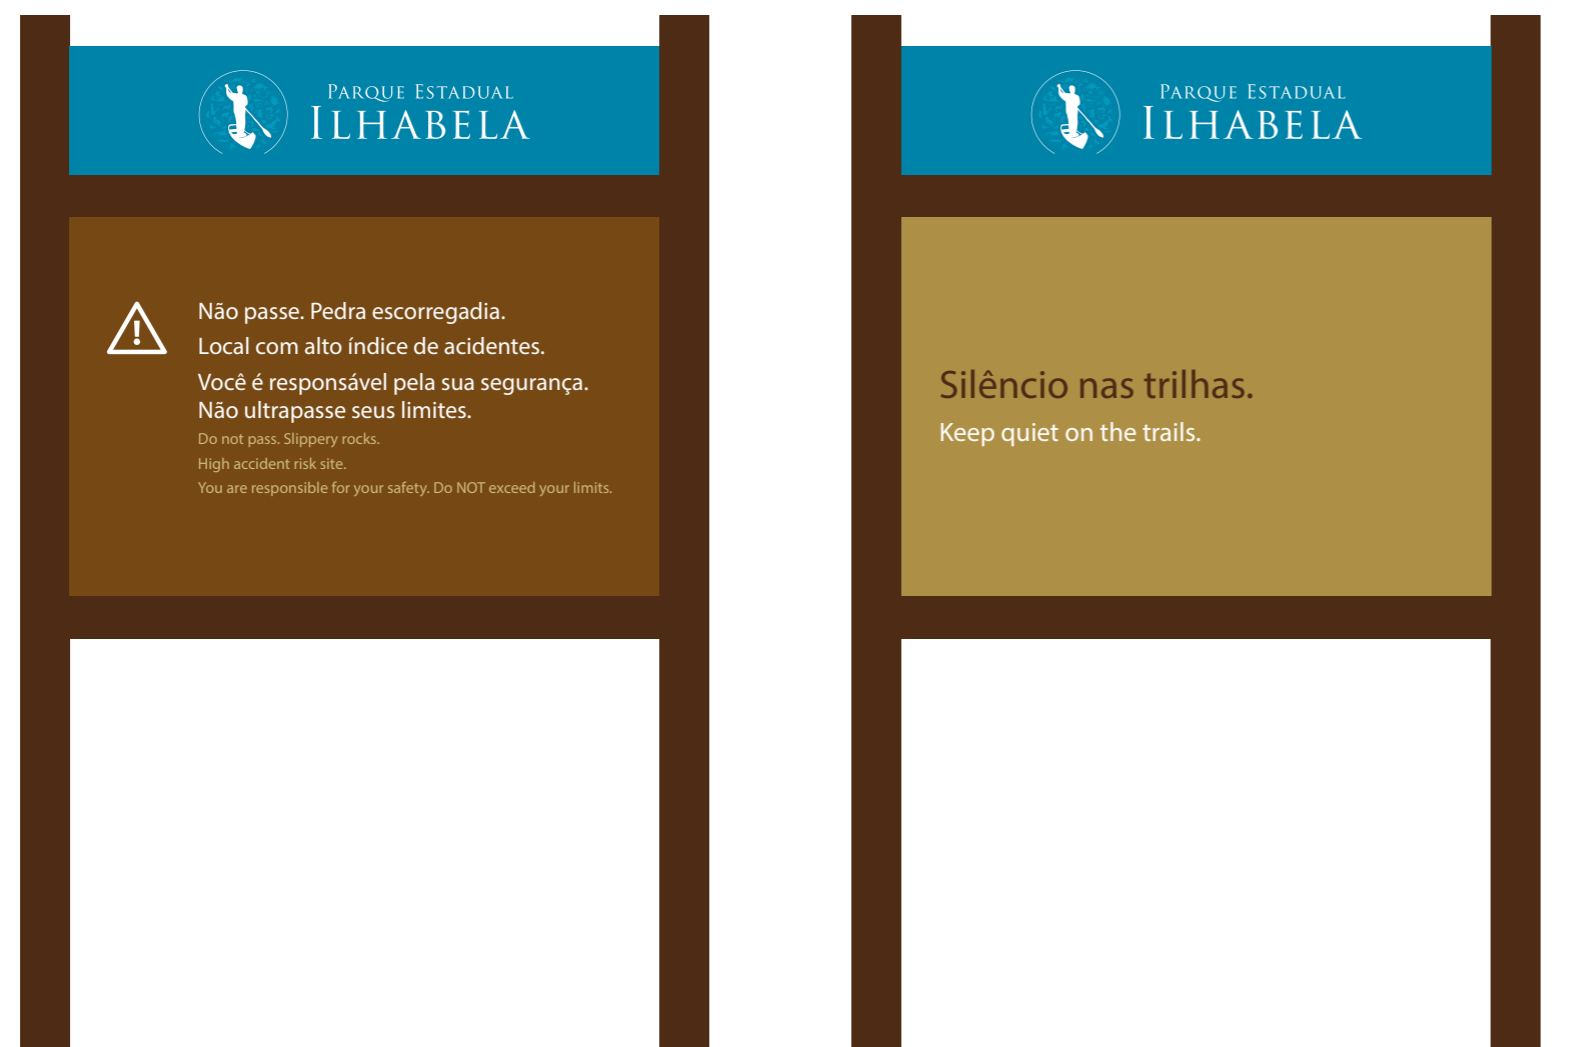 Parque Estadual
Ilhabela
Não passe. Pedra escorregadia.
Local com alto índice de acidentes.
Você é responsável pela sua segurança.
Não ultrapasse seus limites.
Do not pass. Slippery rocks.
High accident risk site.
You are responsible for your safety. Do NOT exceed your limits.
Parque Estadual
Ilhabela
Silêncio nas trilhas.
Keep quiet on the trails.